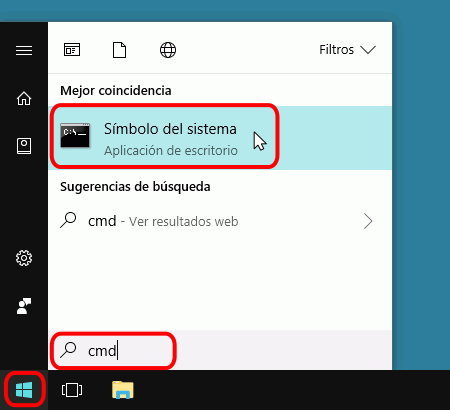 Filtros
Mejor coincidencia
C:\_
Símbolo del sistema
Aplicación de escritorio
Sugerencias de búsqueda
cmd - Ver resultados web
cmd